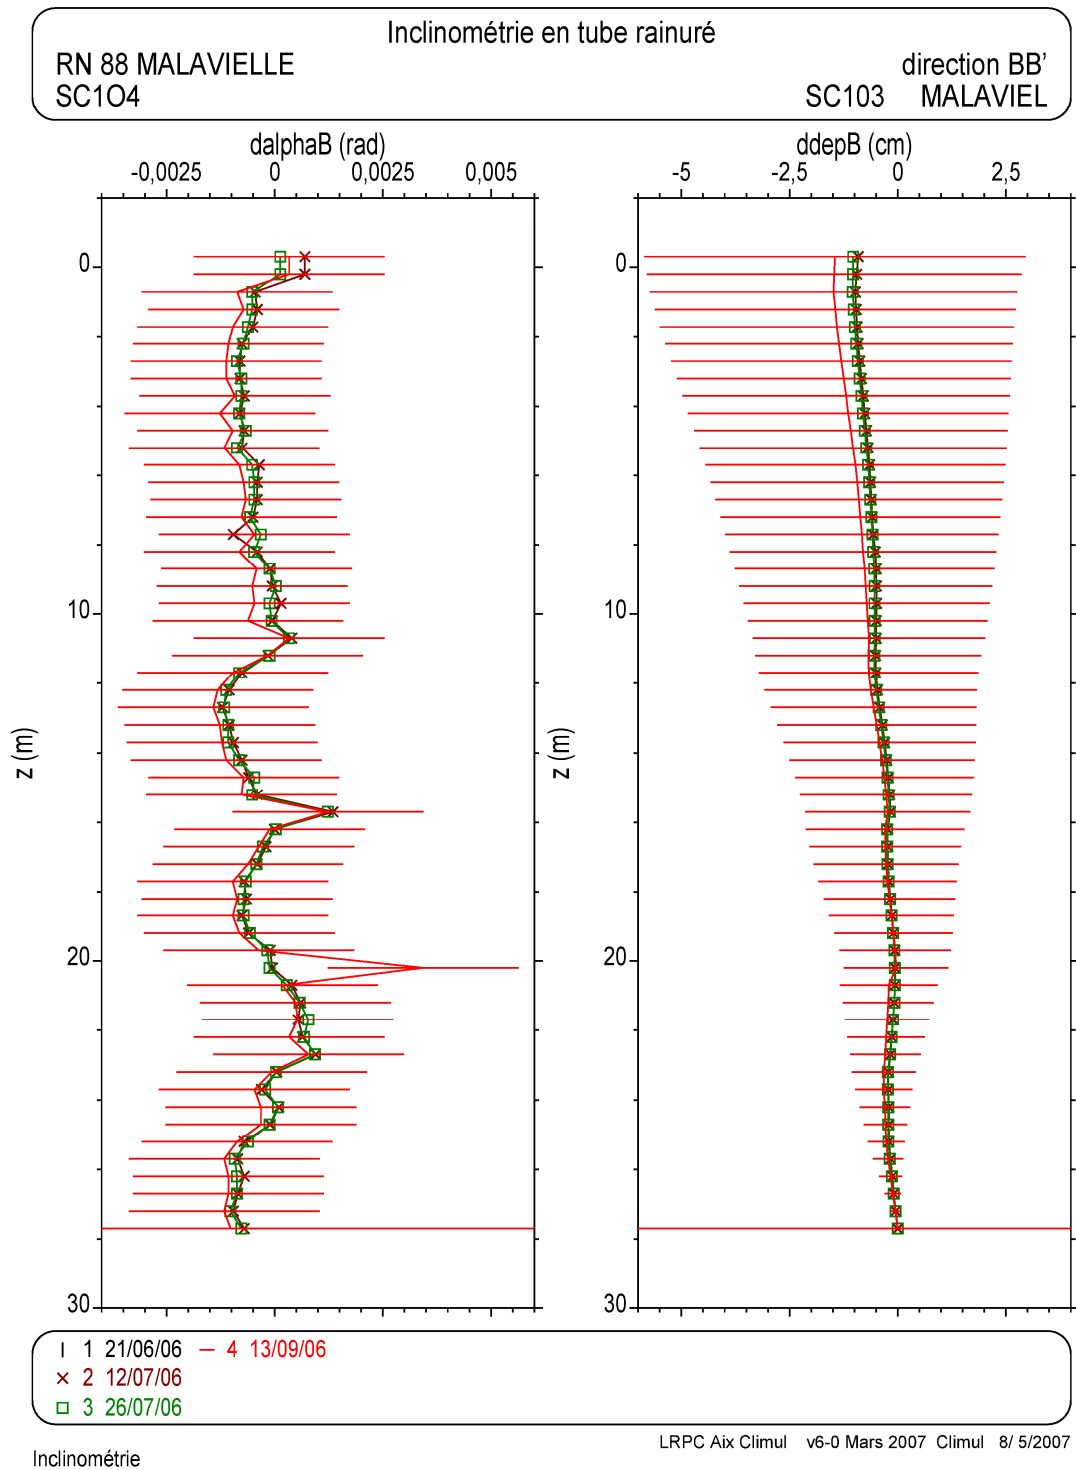 Inclinométrie en tube rainuré
RN 88 MALAVIELLE direction BB'
SC1O4 SC103 MALAVIEL
dalphaB (rad) ddepB (cm)
-0,0025 0 0,0025 0,005 -5 -2,5 0 2,5
0 0
10 10
z (m) z (m)
20 20
30 30
1 21/06/06 4 13/09/06
2 12/07/06
3 26/07/06
LRPC Aix Climul v6-0 Mars 2007 Climul 8/ 5/2007
Inclinométrie